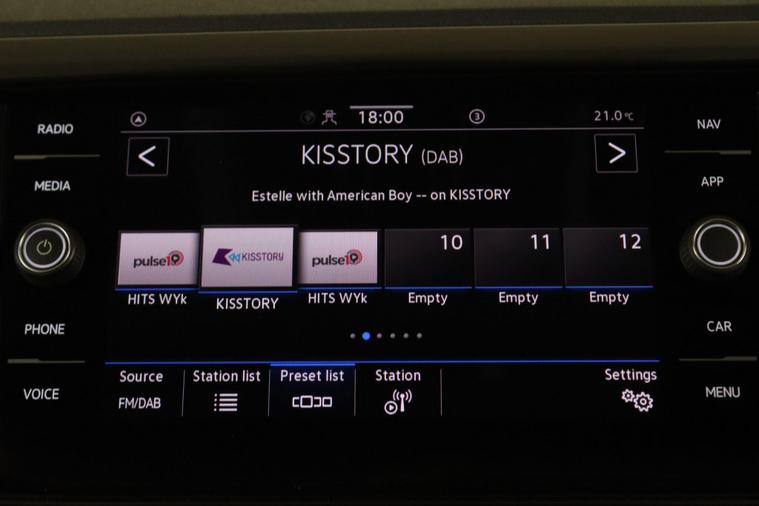 RADIO
MEDIA
PHONE
VOICE
18:00
3
21.0°C
<
KISSTORY (DAB)
>
Estelle with American Boy -- on KISSTORY
pulse1
KISSTORY
pulse1
10
11
12
HITS WYk
KISSTORY
HITS WYk
Empty
Empty
Empty
Source
Station list
Preset list
Station
Settings
FM/DAB
NAV
APP
CAR
MENU